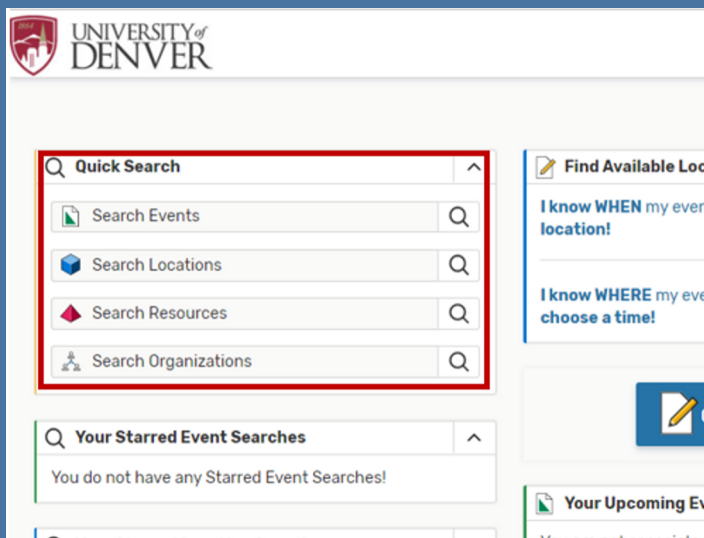 1864
UNIVERSITY of
DENVER
Quick Search
Search Events
Search Locations
Search Resources
Search Organizations
Your Starred Event Searches
You do not have any Starred Event Searches!
Find Available Loc
I know WHEN my ever
location!
I know WHERE my eve
choose a time!
Your Upcoming Ev